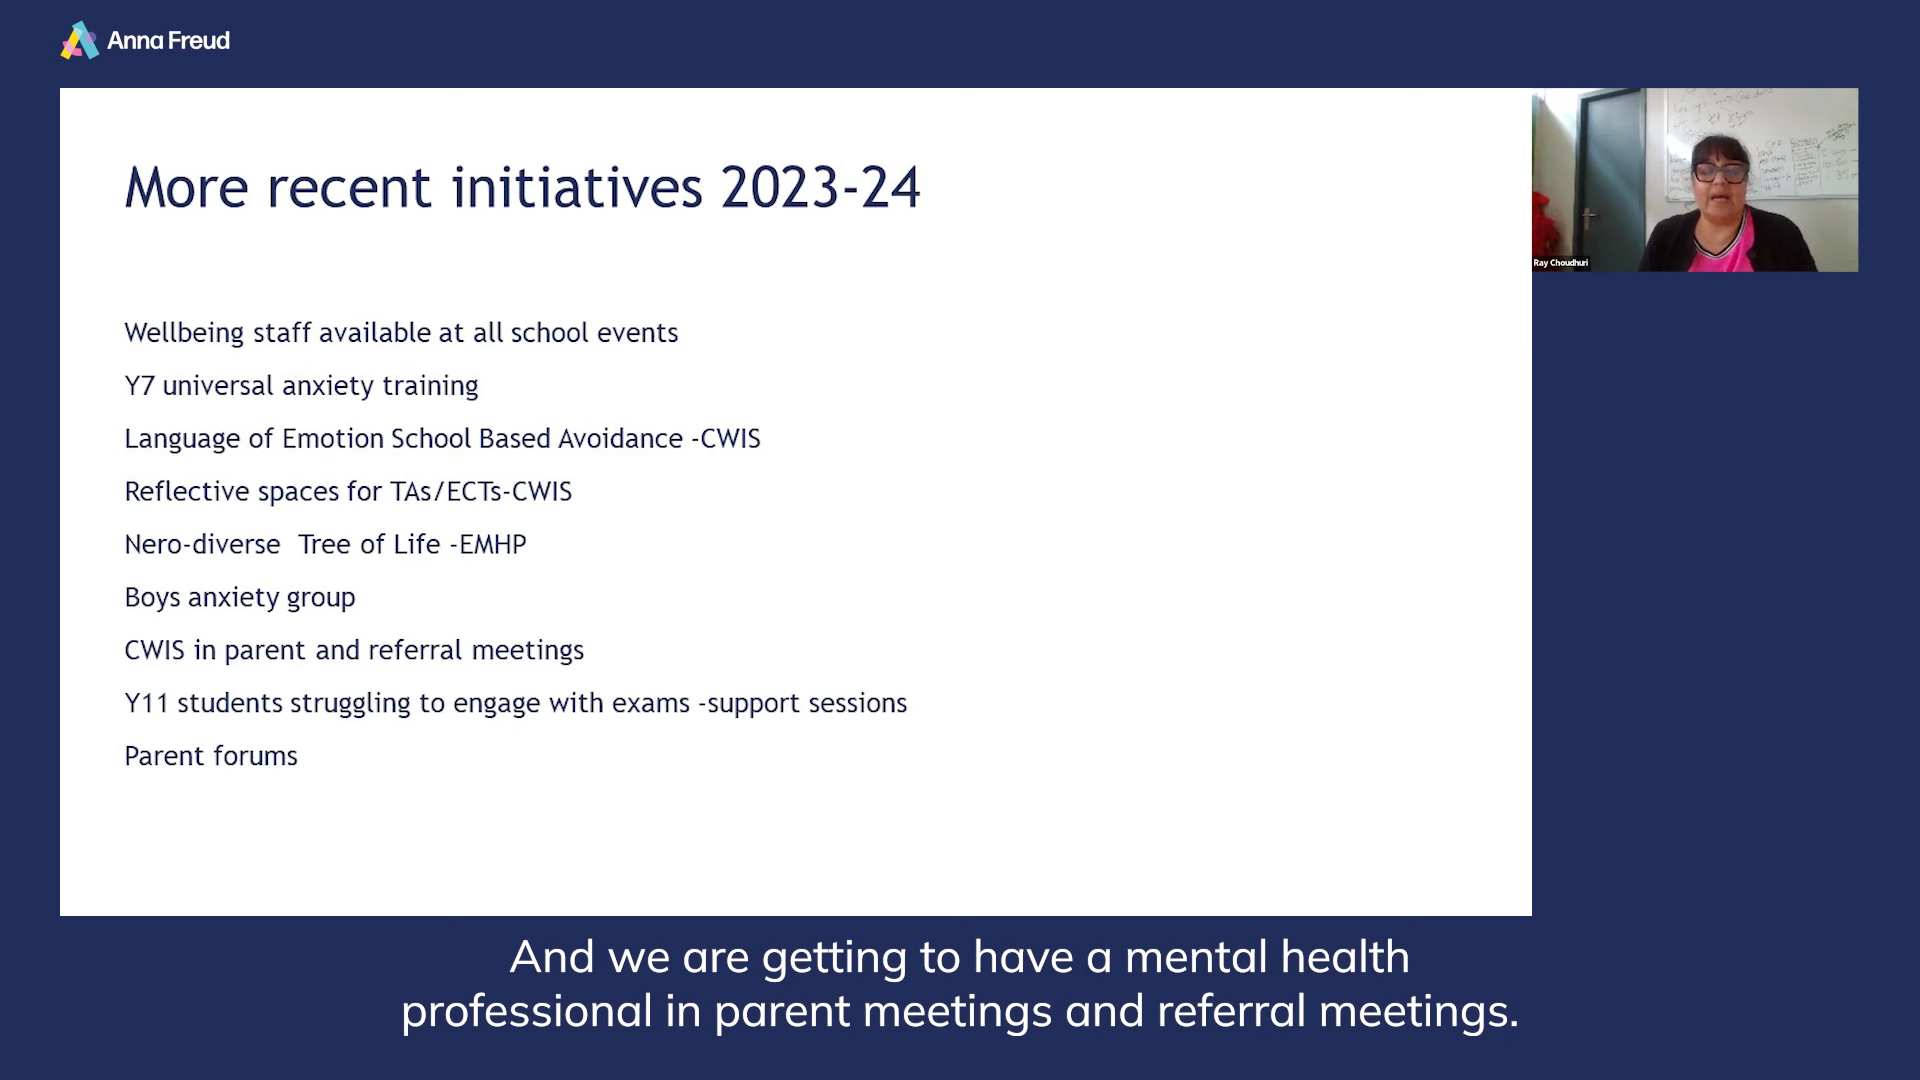 Anna Freud
More recent initiatives 2023-24
Ray Choudhuri
Wellbeing staff available at all school events
Y7 universal anxiety training
Language of Emotion School Based Avoidance -CWIS
Reflective spaces for TAs/ECTs-CWIS
Nero-diverse  Tree of Life -EMHP
Boys anxiety group
CWIS in parent and referral meetings
Y11 students struggling to engage with exams -support sessions
Parent forums
And we are getting to have a mental health
professional in parent meetings and referral meetings.